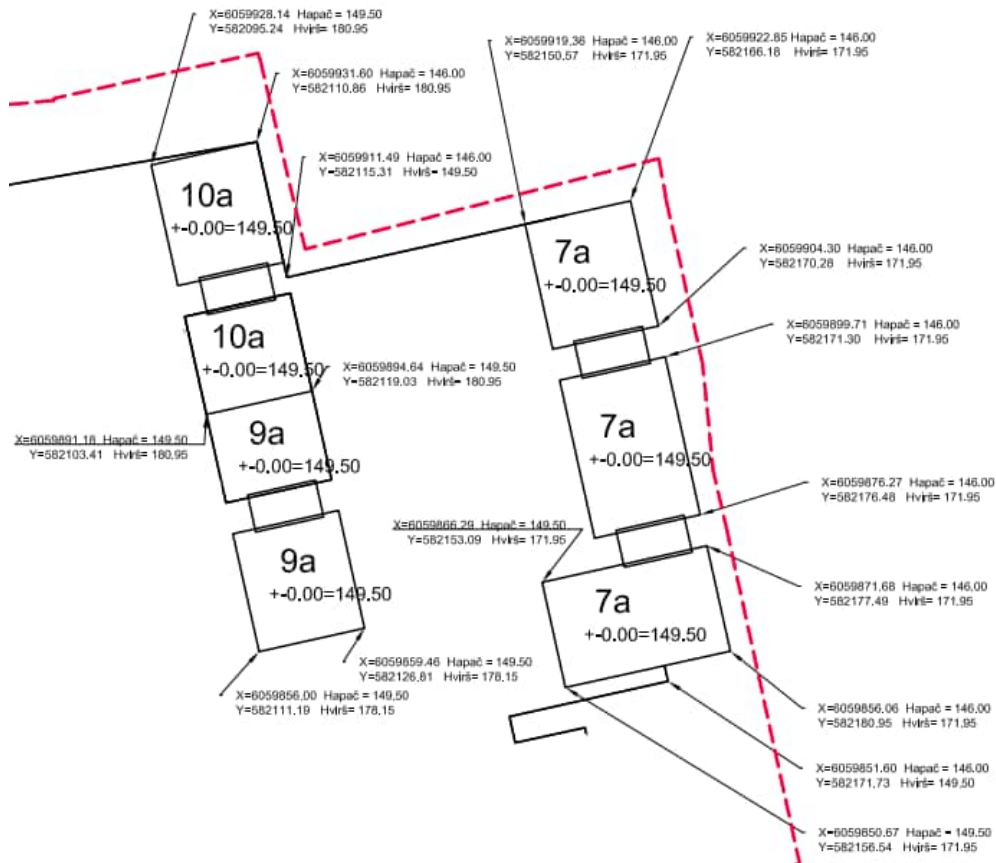 X=6059928.14 Hapač = 149.50
Y=582095.24 Hvirš= 180.95
X=6059931.60 Hapač = 146.00
Y=582110.86 Hvirš= 180.95
X=6059919.36 Hapač = 146.00
Y=582150.57 Hvirš= 171.95
X=6059922.85 Hapač = 146.00
Y=582166.18 Hvirš= 171.95
X=6059911.49 Hapač = 146.00
Y=582115.31 Hvirš= 149.50
10a
+-0.00=149.50
7a
+-0.00=149.50
X=6059904.30 Hapač = 146.00
Y=582170.28 Hvirš= 171.95
10a
+-0.00=149.50
X=6059899.71 Hapač = 146.00
Y=582171.30 Hvirš= 171.95
X=6059894.64 Hapač = 149.50
Y=582119.03 Hvirš= 180.95
X=6059891.18 Hapač = 149.50
Y=582103.41 Hvirš= 180.95
9a
+-0.00=149.50
7a
+-0.00=149.50
X=6059876.27 Hapač = 146.00
Y=582176.48 Hvirš= 171.95
X=6059866.29 Hapač = 149.50
Y=582153.09 Hvirš= 171.95
9a
+-0.00=149.50
7a
+-0.00=149.50
X=6059871.68 Hapač = 146.00
Y=582177.49 Hvirš= 171.95
X=6059859.46 Hapač = 149.50
Y=582126.81 Hvirš= 178.15
X=6059856.00 Hapač = 149.50
Y=582111.19 Hvirš= 178.15
X=6059856.06 Hapač = 146.00
Y=582180.95 Hvirš= 171.95
X=6059851.60 Hapač = 146.00
Y=582171.73 Hvirš= 149.50
X=6059850.67 Hapač = 149.50
Y=582156.54 Hvirš= 171.95